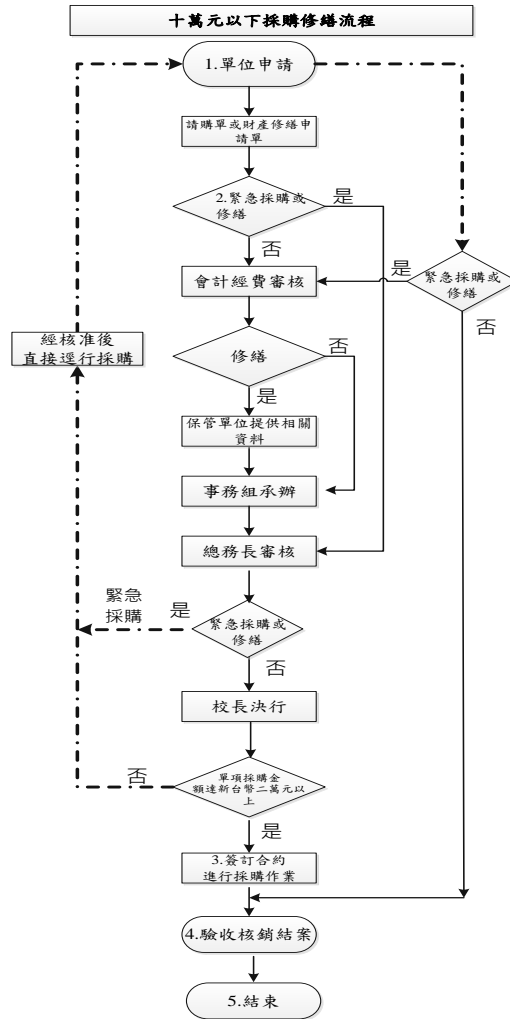 十萬元以下採購修繕流程
1.單位申請
請購單或財產修繕申
請單
2.緊急採購或
修繕
是
否
會計經費審核
是
緊急採購或
修繕
否
經核准後
直接逕行採購
修繕
否
是
保管單位提供相關
資料
事務組承辦
總務長審核
緊急
採購
是
緊急採購或
修繕
否
校長決行
否
單項採購金
額達新台幣二萬元以
上
是
3.簽訂合約
進行採購作業
4.驗收核銷結案
5.結束